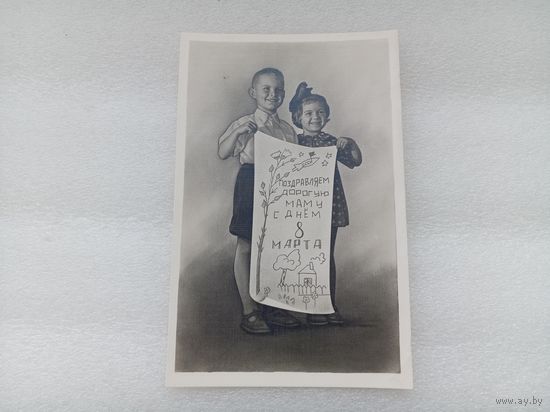 ПОЗДРАВЛЯЕМ
ДОРОГУЮ
МАМУ
С ДНЁМ
8
МАРТА
www.ay.by